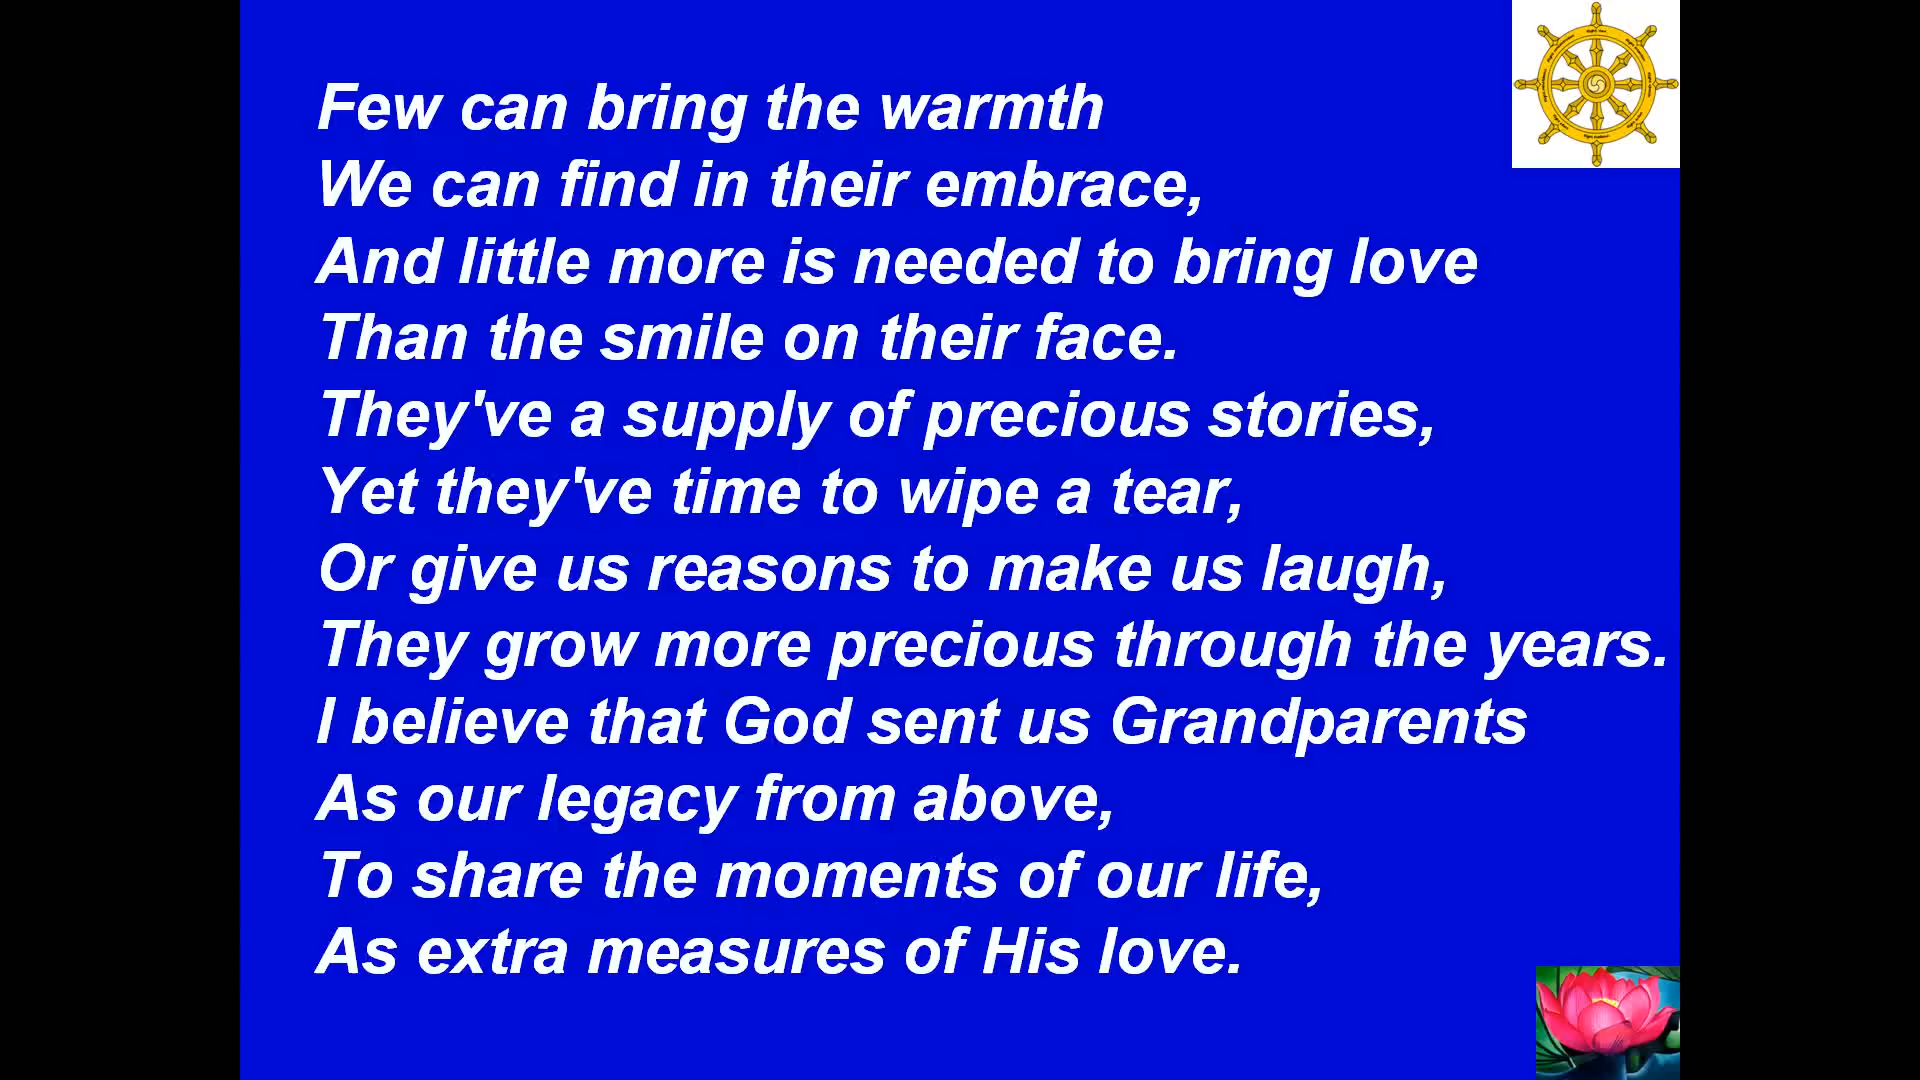 Few can bring the warmth
We can find in their embrace,
And little more is needed to bring love
Than the smile on their face.
They've a supply of precious stories,
Yet they've time to wipe a tear,
Or give us reasons to make us laugh,
They grow more precious through the years.
I believe that God sent us Grandparents
As our legacy from above,
To share the moments of our life,
As extra measures of His love.